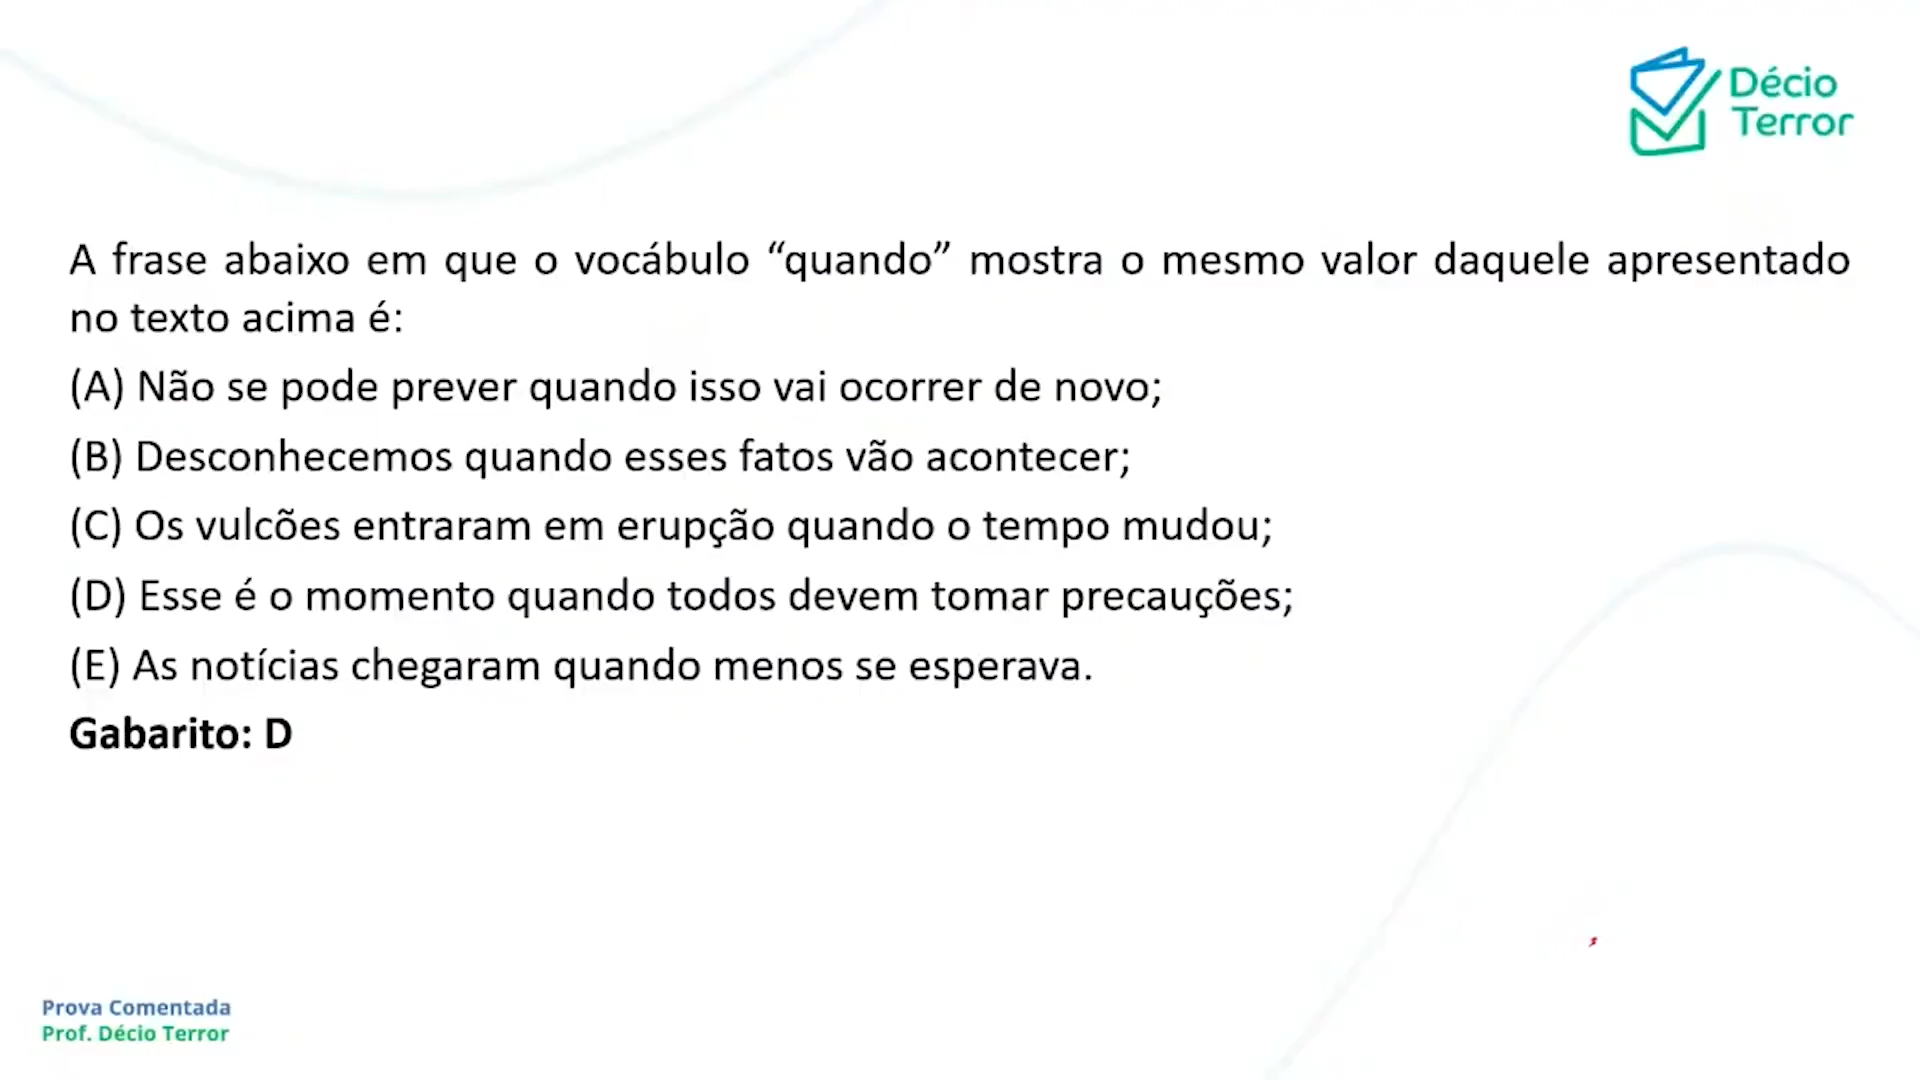 Décio
Terror
A frase abaixo em que o vocábulo “quando” mostra o mesmo valor daquele apresentado
no texto acima é:
(A) Não se pode prever quando isso vai ocorrer de novo;
(B) Desconhecemos quando esses fatos vão acontecer;
(C) Os vulcões entraram em erupção quando o tempo mudou;
(D) Esse é o momento quando todos devem tomar precauções;
(E) As notícias chegaram quando menos se esperava.
Gabarito: D
Prova Comentada
Prof. Décio Terror